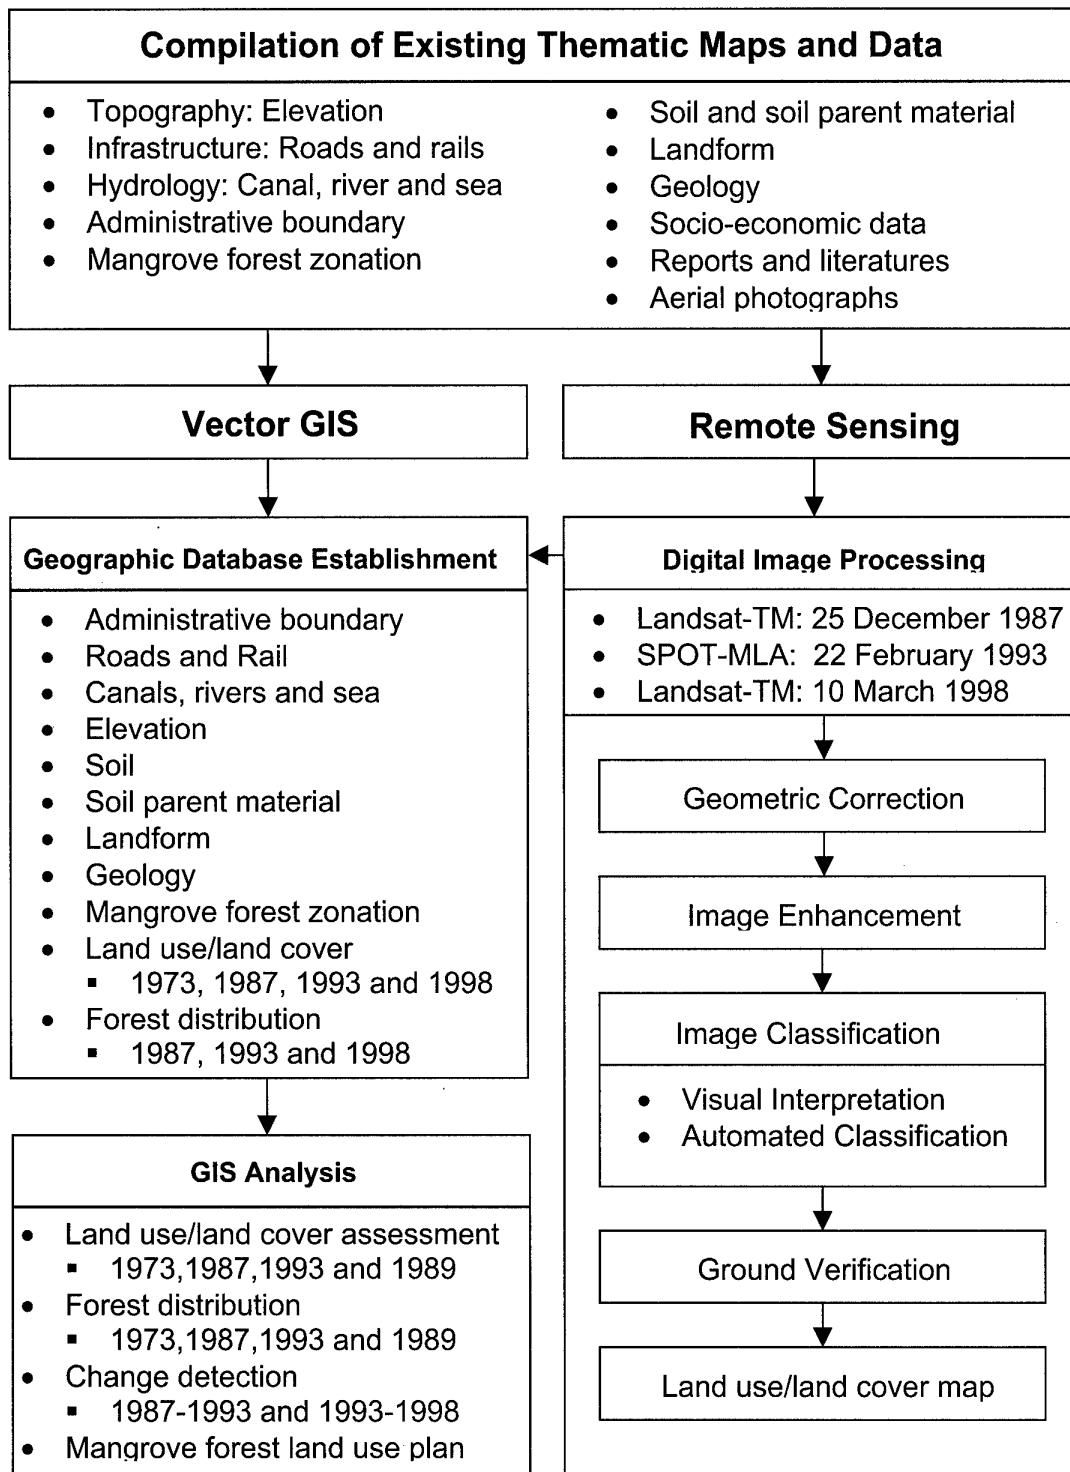 Compilation of Existing Thematic Maps and Data
• Topography: Elevation
• Infrastructure: Roads and rails
• Hydrology: Canal, river and sea
• Administrative boundary
• Mangrove forest zonation
• Soil and soil parent material
• Landform
• Geology
• Socio-economic data
• Reports and literatures
• Aerial photographs
Vector GIS
Remote Sensing
Geographic Database Establishment
• Administrative boundary
• Roads and Rail
• Canals, rivers and sea
• Elevation
• Soil
• Soil parent material
• Landform
• Geology
• Mangrove forest zonation
• Land use/land cover
▪ 1973, 1987, 1993 and 1998
• Forest distribution
▪ 1987, 1993 and 1998
Digital Image Processing
• Landsat-TM: 25 December 1987
• SPOT-MLA: 22 February 1993
• Landsat-TM: 10 March 1998
Geometric Correction
Image Enhancement
Image Classification
• Visual Interpretation
• Automated Classification
Ground Verification
Land use/land cover map
GIS Analysis
• Land use/land cover assessment
▪ 1973,1987,1993 and 1989
• Forest distribution
▪ 1973,1987,1993 and 1989
• Change detection
▪ 1987-1993 and 1993-1998
• Mangrove forest land use plan